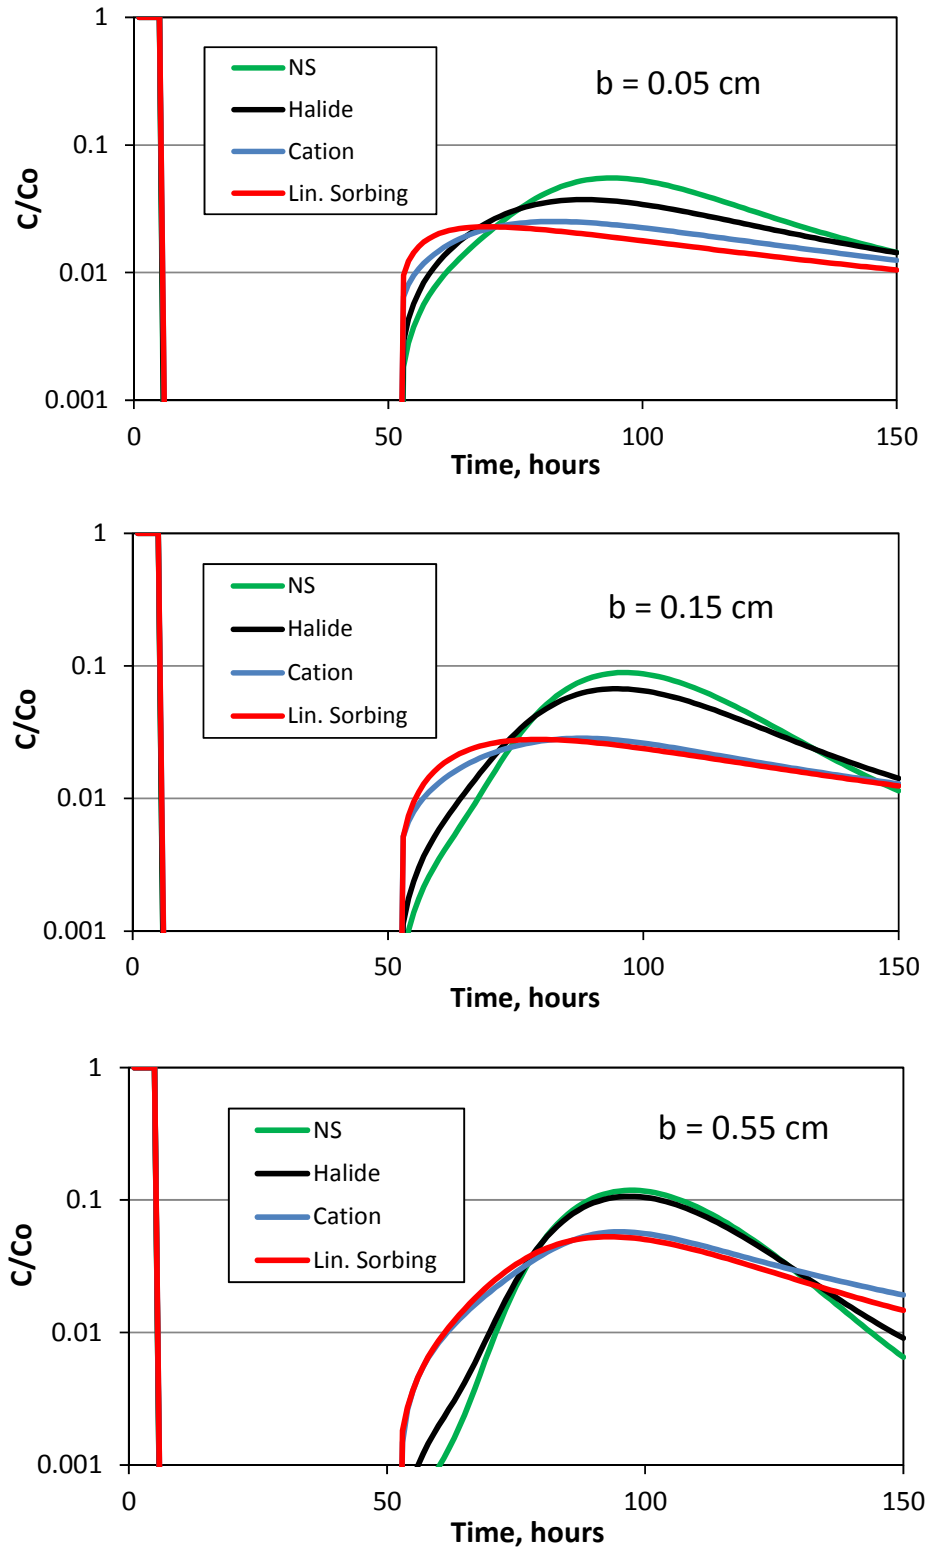 1
0.1
0.01
0.001
C/Co
NS
Halide
Cation
Lin. Sorbing
b = 0.05 cm
0
50
100
150
Time, hours
1
0.1
0.01
0.001
C/Co
NS
Halide
Cation
Lin. Sorbing
b = 0.15 cm
0
50
100
150
Time, hours
1
0.1
0.01
0.001
C/Co
NS
Halide
Cation
Lin. Sorbing
b = 0.55 cm
0
50
100
150
Time, hours